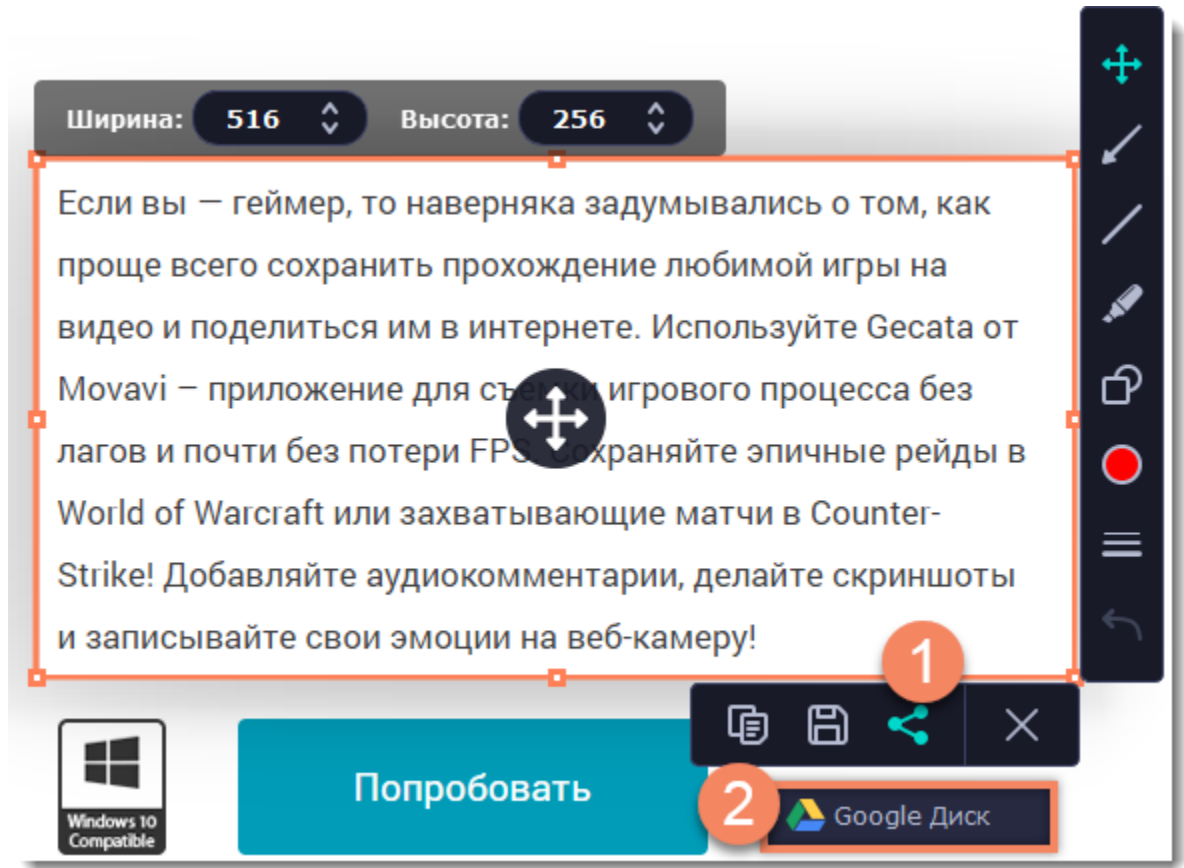 Ширина: 516 Высота: 256
Если вы — геймер, то наверняка задумывались о том, как
проще всего сохранить прохождение любимой игры на
видео и поделиться им в интернете. Используйте Gecata от
Movavi – приложение для съемки игрового процесса без
лагов и почти без потери FPS. Сохраняйте эпичные рейды в
World of Warcraft или захватывающие матчи в Counter-
Strike! Добавляйте аудиокомментарии, делайте скриншоты
и записывайте свои эмоции на веб-камеру!
1
Попробовать
2 Google Диск
Windows 10
Compatible